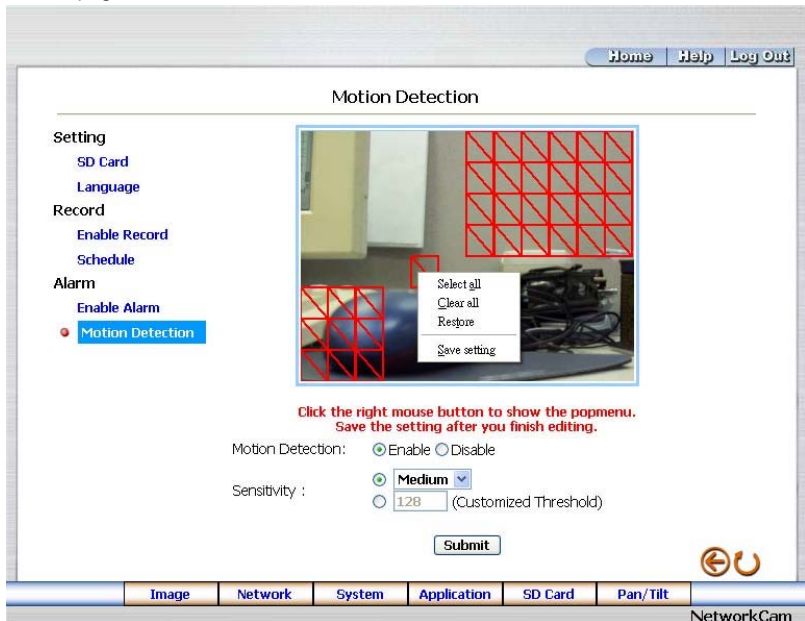 Home Help Log Out
Motion Detection
Setting
SD Card
Language
Record
Enable Record
Schedule
Alarm
Enable Alarm
Motion Detection
Select all
Clear all
Restore
Save setting
Click the right mouse button to show the popmenu.
Save the setting after you finish editing.
Motion Detection: Enable Disable
Sensitivity :
Medium
128 (Customized Threshold)
Submit
Image Network System Application SD Card Pan/Tilt
NetworkCam